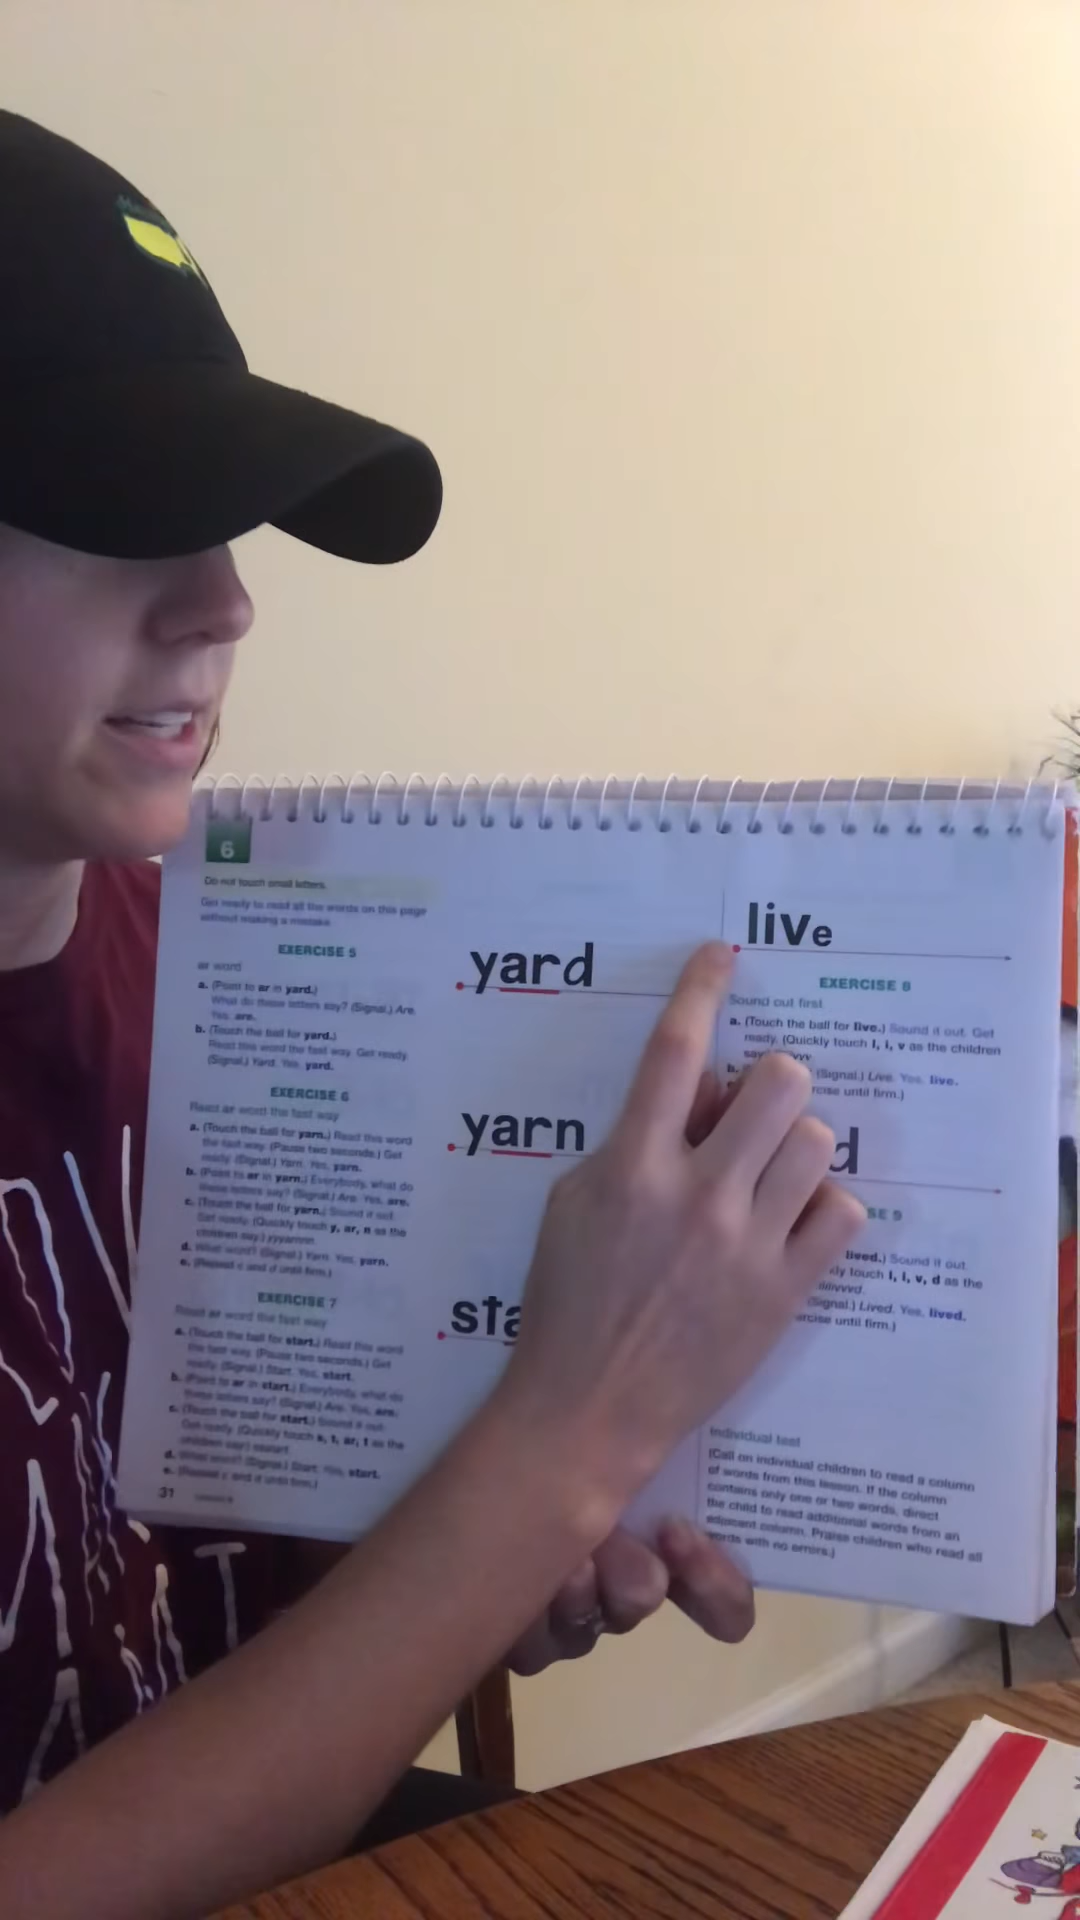 6
Do not touch small letters.
Get ready to read all the words on this page
without making a mistake.
EXERCISE 5
ar word
a. (Point to ar in yard.)
What do these letters say? (Signal.) Are.
Yes, are.
b. (Touch the ball for yard.)
Read this word the fast way. Get ready.
(Signal.) Yard. Yes, yard.
EXERCISE 6
Read ar word the fast way
a. (Touch the ball for yarn.) Read this word
the fast way. (Pause two seconds.) Get
ready. (Signal.) Yarn. Yes, yarn.
b. (Point to ar in yarn.) Everybody, what do
these letters say? (Signal.) Are. Yes, are.
c. (Touch the ball for yarn.) Sound it out.
Get ready. (Quickly touch y, ar, n as the
children say.) yyyarnnn.
d. What word? (Signal.) Yarn. Yes, yarn.
e. (Repeat c and d until firm.)
EXERCISE 7
Read ar word the fast way
a. (Touch the ball for start.) Read this word
the fast way. (Pause two seconds.) Get
ready. (Signal.) Start. Yes, start.
b. (Point to ar in start.) Everybody, what do
these letters say? (Signal.) Are. Yes, are.
c. (Touch the ball for start.) Sound it out.
Get ready. (Quickly touch s, t, ar, t as the
children say.)
d. What word? (Signal.) Start. Yes, start.
e. (Repeat c and d until firm.)
31
yard
yarn
sta
live
EXERCISE 8
Sound out first
a. (Touch the ball for live.) Sound it out. Get
ready. (Quickly touch l, i, v as the children
b. (Signal.) Live. Yes, live.
until firm.)
d
SE 9
lived.) Sound it out.
touch l, i, v, d as the
(Signal.) Lived. Yes, lived.
until firm.)
Individual test
(Call on individual children to read a column
of words from this lesson. If the column
contains only one or two words, direct
the child to read additional words from an
adjacent column. Praise children who read all
words with no errors.)